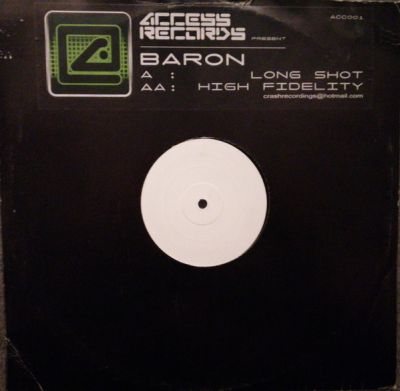 ACCESS
RECORDS PRESENT
ACC001
BARON
A : LONG SHOT
AA: HIGH FIDELITY
crashrecordings@hotmail.com